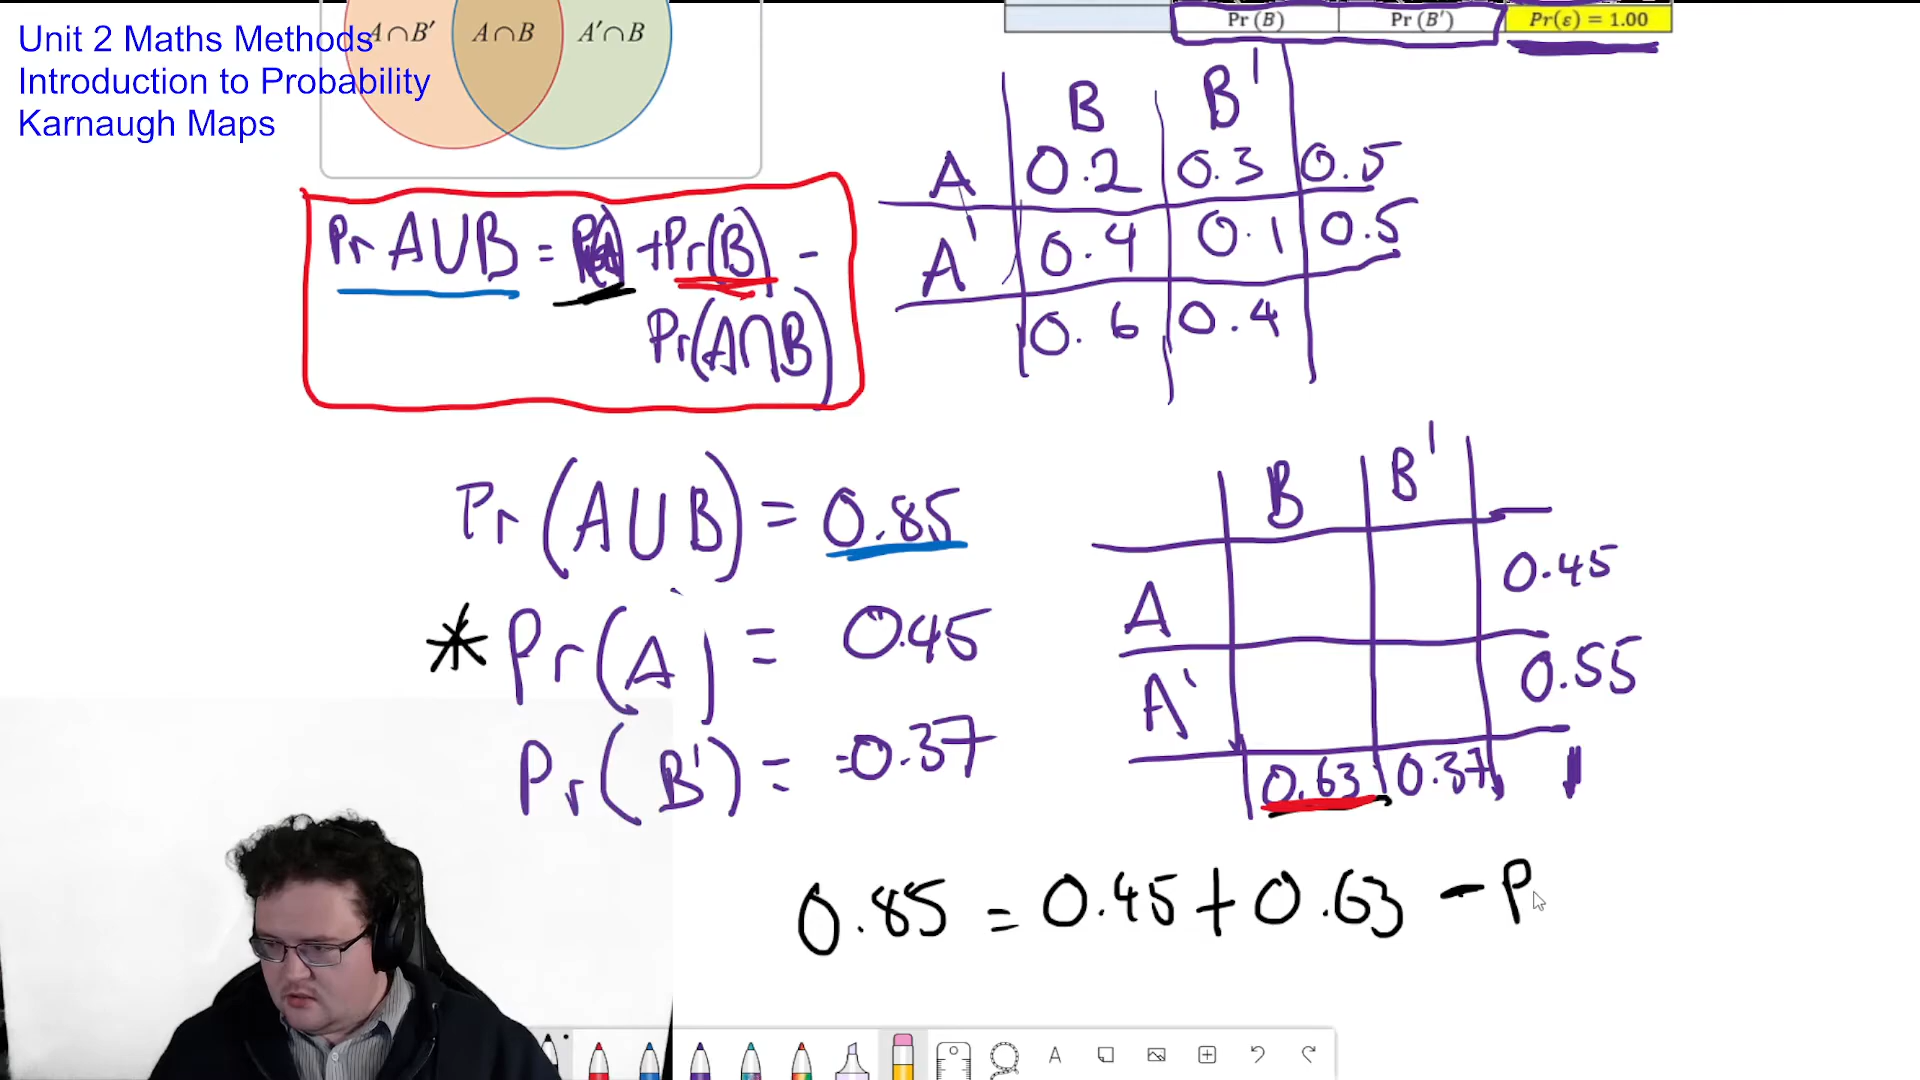 Unit 2 Maths Methods
Introduction to Probability
Karnaugh Maps
A∩B′ A∩B A′∩B
Pr (B) Pr (B′) Pr(ε) = 1.00
B B'
A 0.2 0.3 0.5
A' 0.4 0.1 0.5
0.6 0.4
Pr A∪B = Pr(A) + Pr(B) -
Pr(A∩B)
Pr(A∪B) = 0.85
* Pr(A) = 0.45
Pr(B') = 0.37
B B'
A 0.45
A' 0.55
0.63 0.37 1
0.85 = 0.45 + 0.63 - P
A